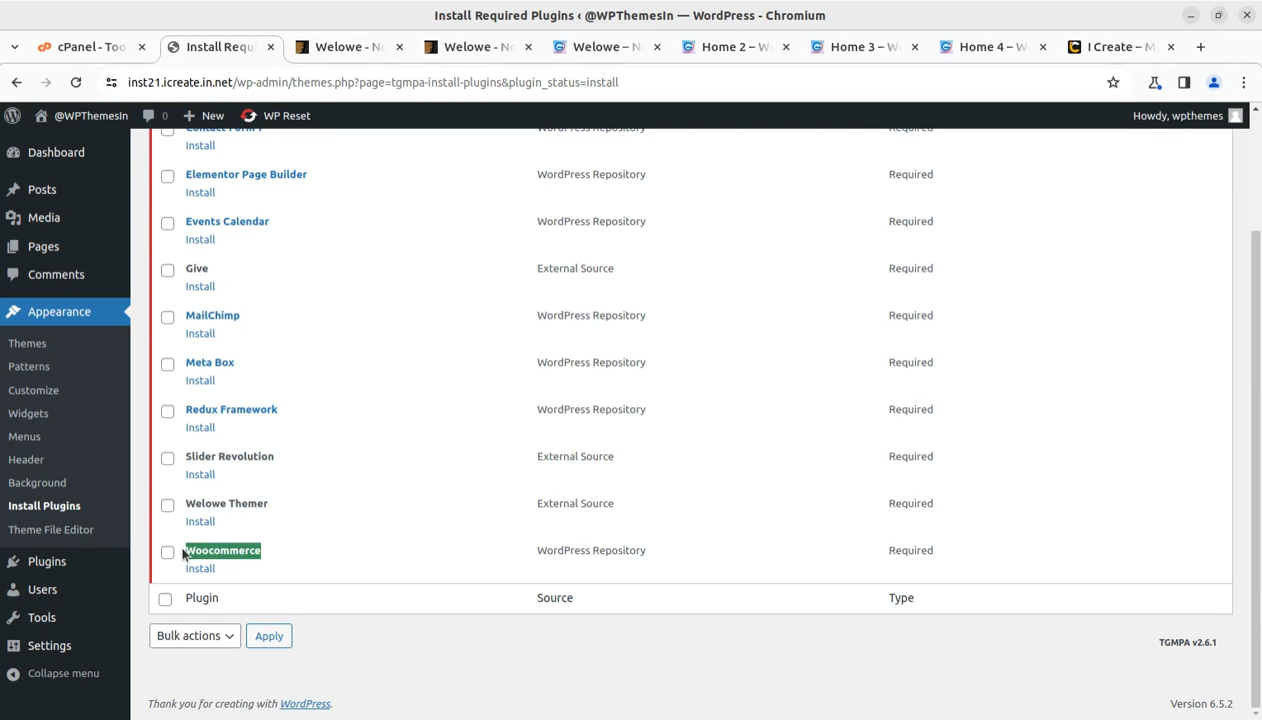 Install Required Plugins ‹ @WPThemesIn — WordPress - Chromium
cPanel - Too
Install Requ
Welowe - No
Welowe - No
Welowe – N
Home 2 – W
Home 3 – W
Home 4 – W
I Create – M
inst21.icreate.in.net/wp-admin/themes.php?page=tgmpa-install-plugins&plugin_status=install
@WPThemesIn
0
New
WP Reset
Howdy, wpthemes
Dashboard
Posts
Media
Pages
Comments
Appearance
Themes
Patterns
Customize
Widgets
Menus
Header
Background
Install Plugins
Theme File Editor
Plugins
Users
Tools
Settings
Collapse menu
Contact Form 7 WordPress Repository Required
Install
Elementor Page Builder WordPress Repository Required
Install
Events Calendar WordPress Repository Required
Install
Give External Source Required
Install
MailChimp WordPress Repository Required
Install
Meta Box WordPress Repository Required
Install
Redux Framework WordPress Repository Required
Install
Slider Revolution External Source Required
Install
Welowe Themer External Source Required
Install
Woocommerce WordPress Repository Required
Install
Plugin Source Type
Bulk actions Apply
TGMPA v2.6.1
Thank you for creating with WordPress.
Version 6.5.2